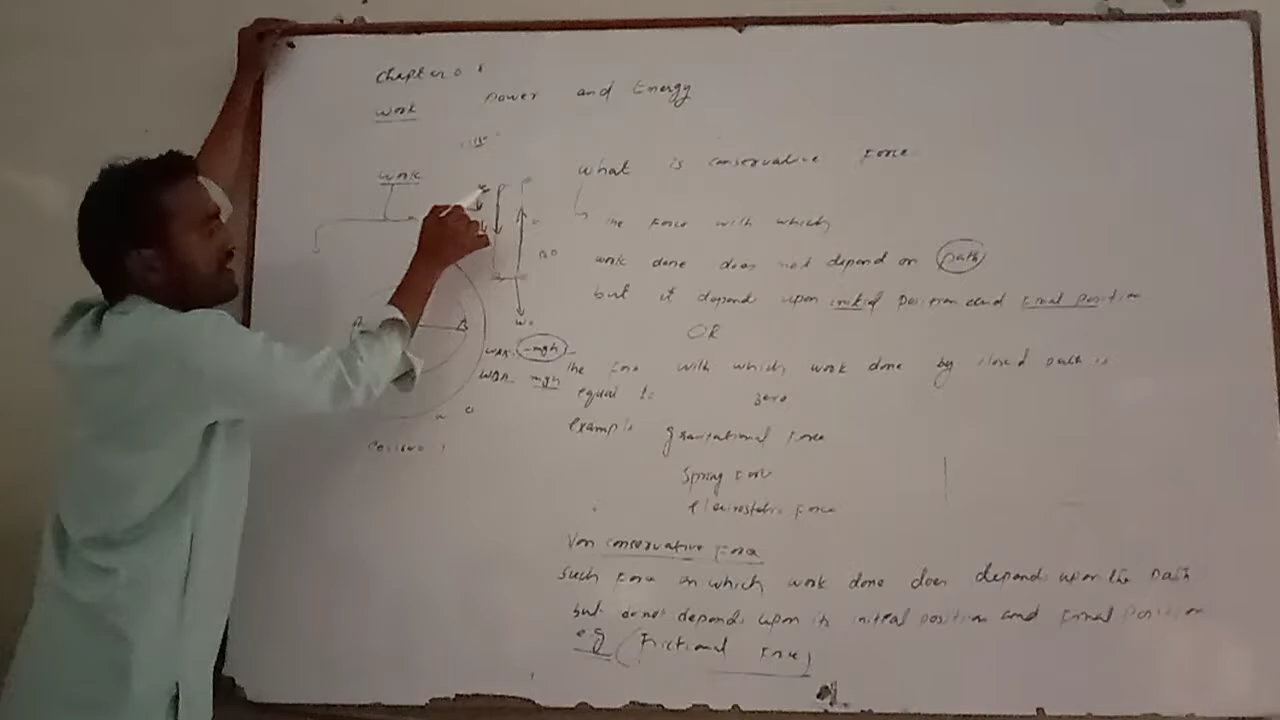 Chapter
Work Power and Energy
Work
What is conservative Force
The Force with which
work done does not depend on path
but it depend upon initial position and Final position
OR
WAB = -mgh
WBA = mgh
The Force with which work done by closed path is
equal to zero
example gravitational Force
Spring Force
electrostatic Force
Non conservative Force
Such Force on which work done does depends upon the path
but do not depends upon its initial position and Final position
e.g (Frictional Force)